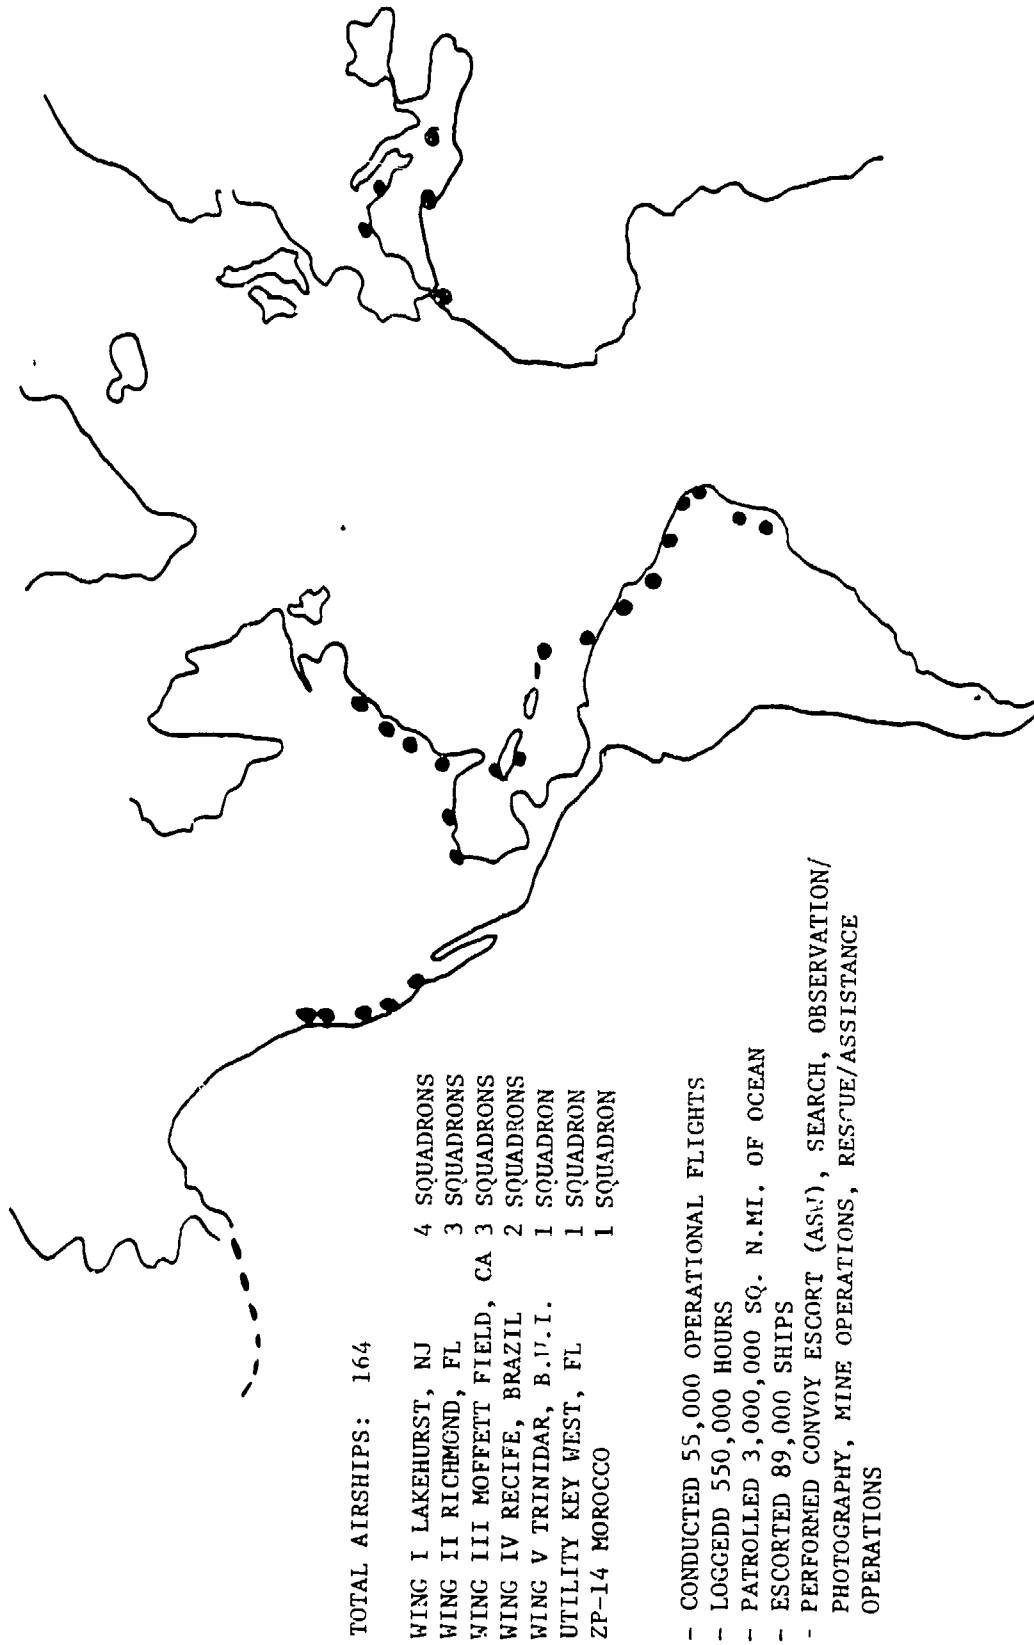 TOTAL AIRSHIPS: 164
WING I LAKEHURST, NJ 4 SQUADRONS
WING II RICHMOND, FL 3 SQUADRONS
WING III MOFFETT FIELD, CA 3 SQUADRONS
WING IV RECIFE, BRAZIL 2 SQUADRONS
WING V TRINIDAR, B.W.I. 1 SQUADRON
UTILITY KEY WEST, FL 1 SQUADRON
ZP-14 MOROCCO 1 SQUADRON
- CONDUCTED 55,000 OPERATIONAL FLIGHTS
- LOGGEDD 550,000 HOURS
- PATROLLED 3,000,000 SQ. N.MI. OF OCEAN
- ESCORTED 89,000 SHIPS
- PERFORMED CONVOY ESCORT (ASW), SEARCH, OBSERVATION/
PHOTOGRAPHY, MINE OPERATIONS, RESCUE/ASSISTANCE
OPERATIONS